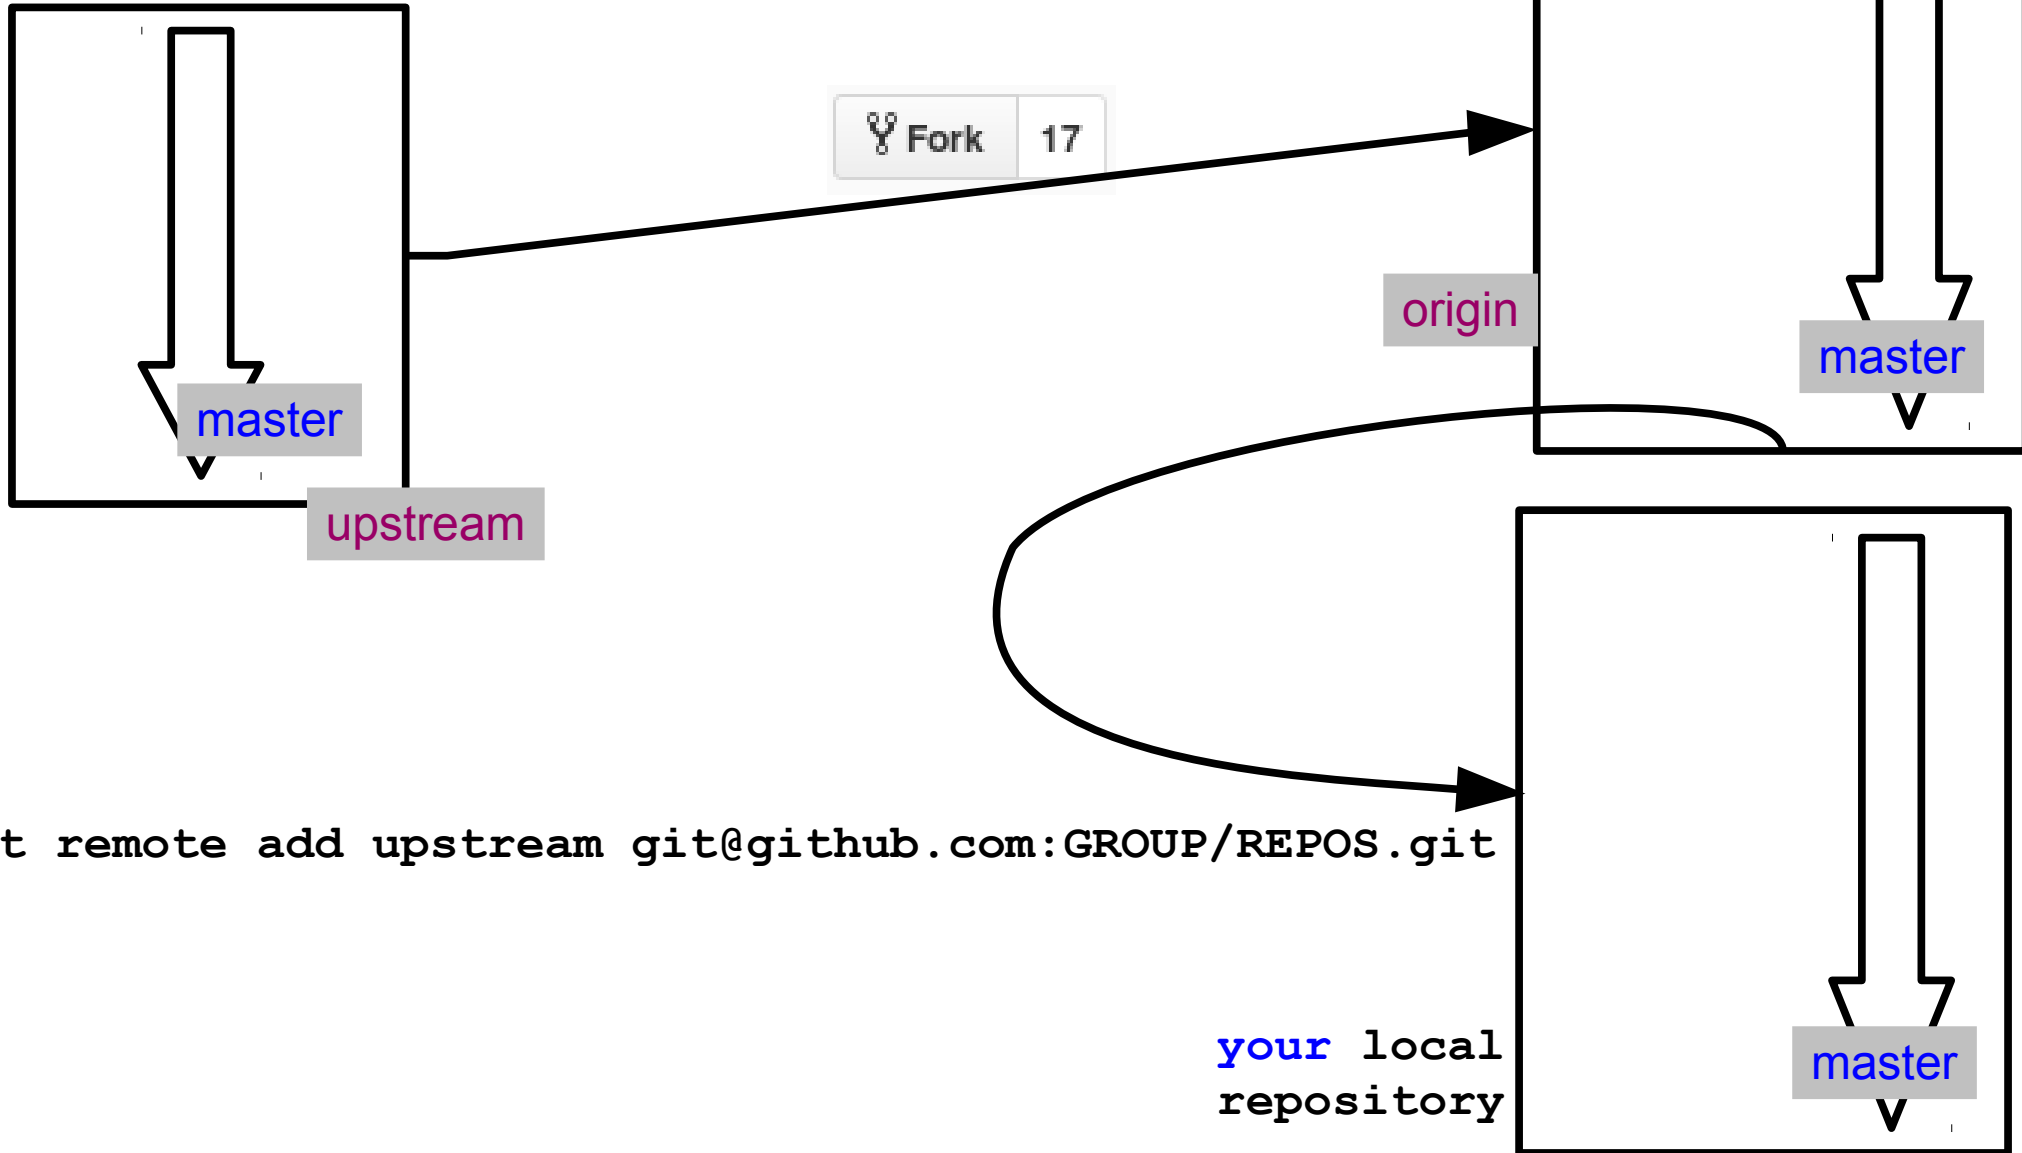 Fork 17
origin
master
master
upstream
t remote add upstream git@github.com:GROUP/REPOS.git
your local
repository
master